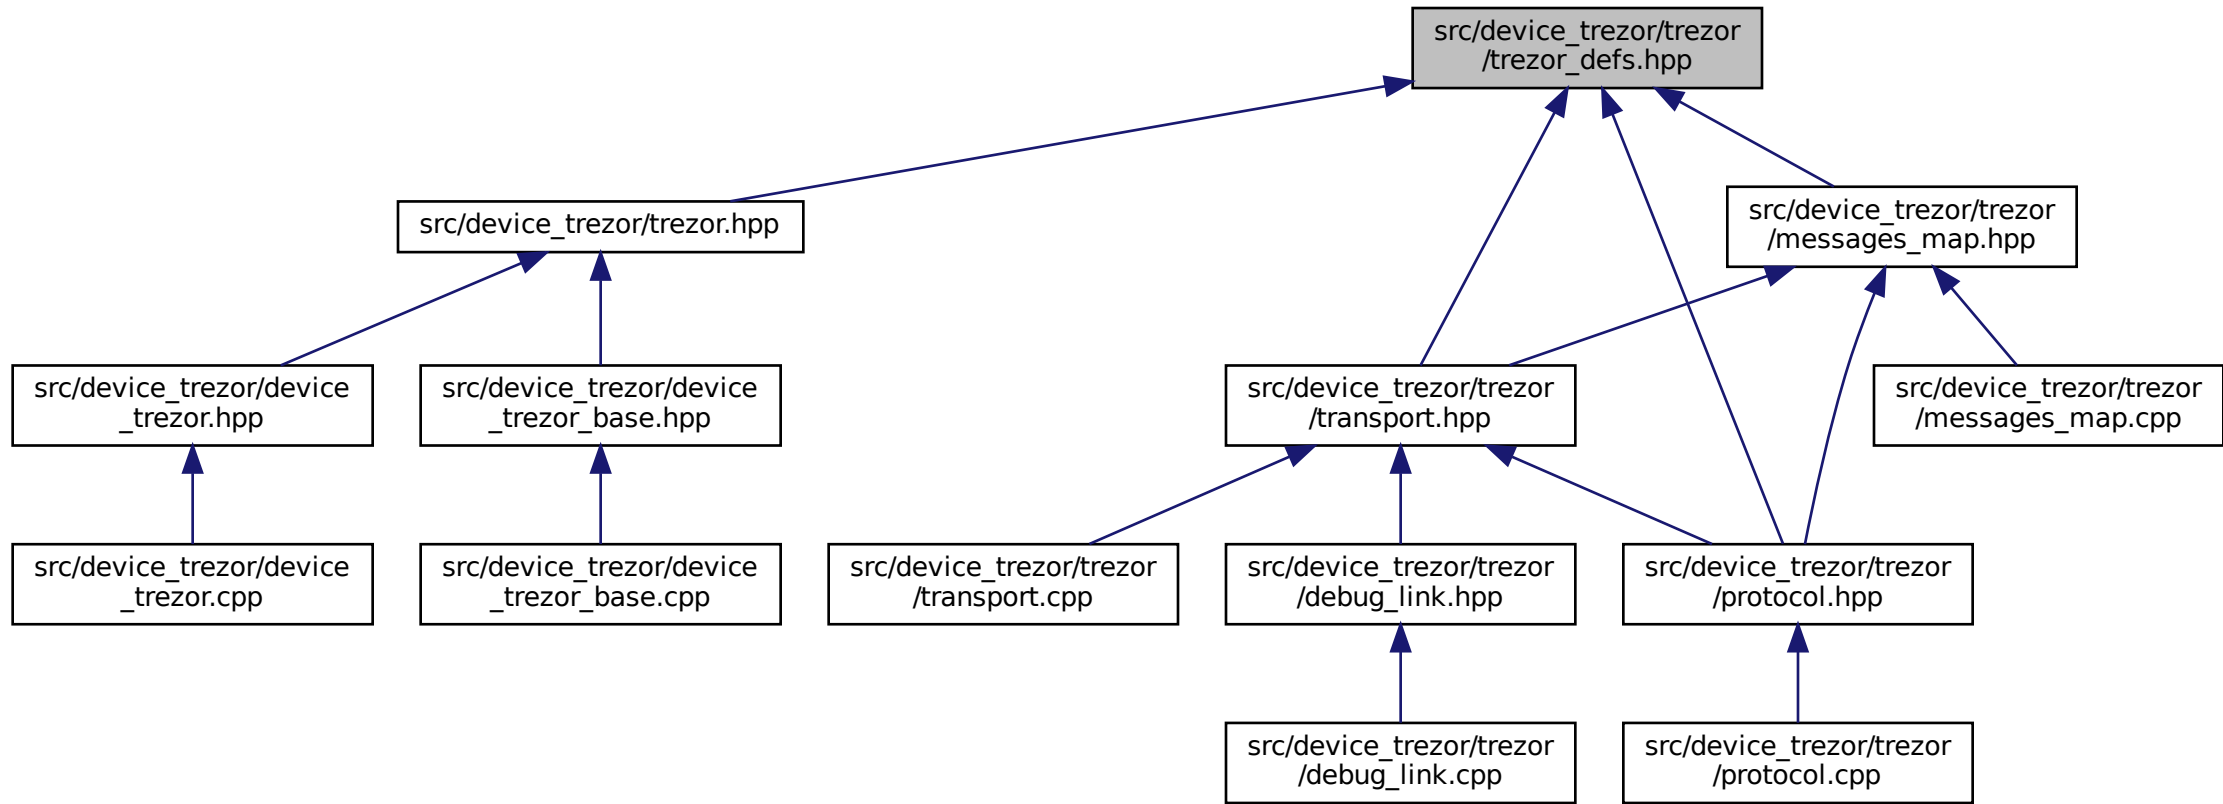 src/device_trezor/trezor
/trezor_defs.hpp
src/device_trezor/trezor.hpp
src/device_trezor/trezor
/messages_map.hpp
src/device_trezor/device
_trezor.hpp
src/device_trezor/device
_trezor_base.hpp
src/device_trezor/trezor
/transport.hpp
src/device_trezor/trezor
/messages_map.cpp
src/device_trezor/device
_trezor.cpp
src/device_trezor/device
_trezor_base.cpp
src/device_trezor/trezor
/transport.cpp
src/device_trezor/trezor
/debug_link.hpp
src/device_trezor/trezor
/protocol.hpp
src/device_trezor/trezor
/debug_link.cpp
src/device_trezor/trezor
/protocol.cpp